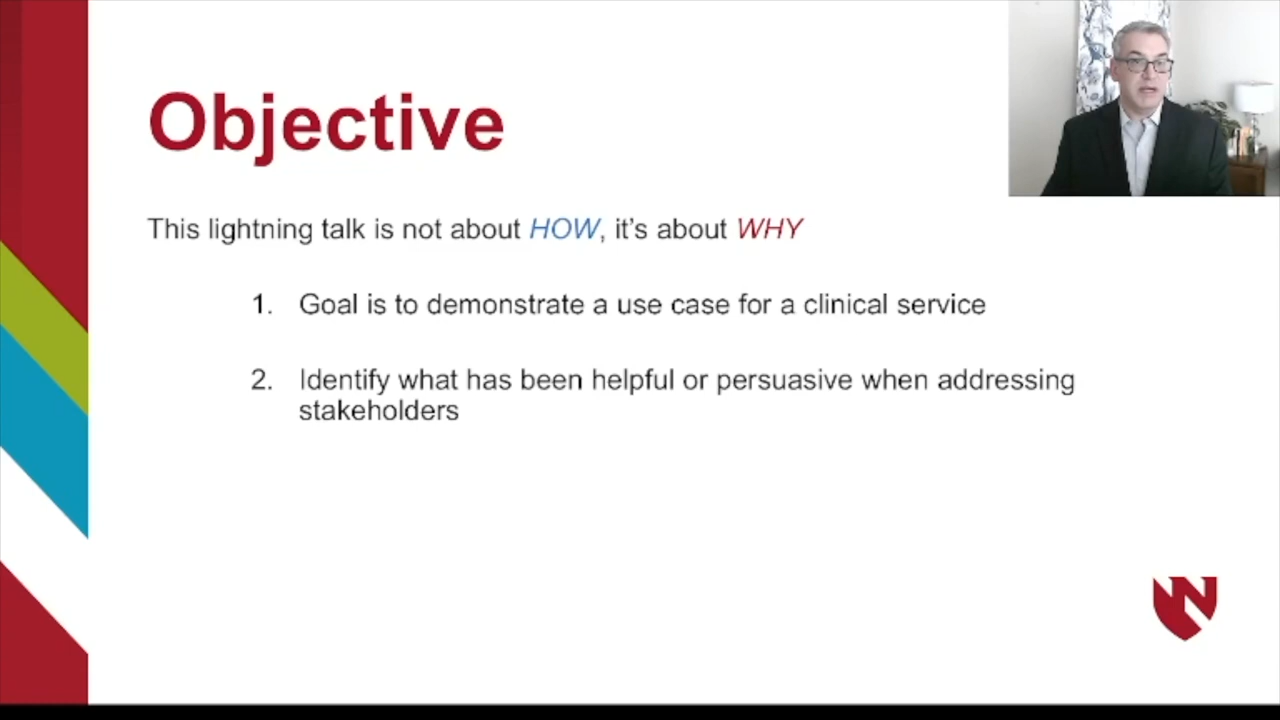 Objective
This lightning talk is not about HOW, it's about WHY
1. Goal is to demonstrate a use case for a clinical service
2. Identify what has been helpful or persuasive when addressing
stakeholders